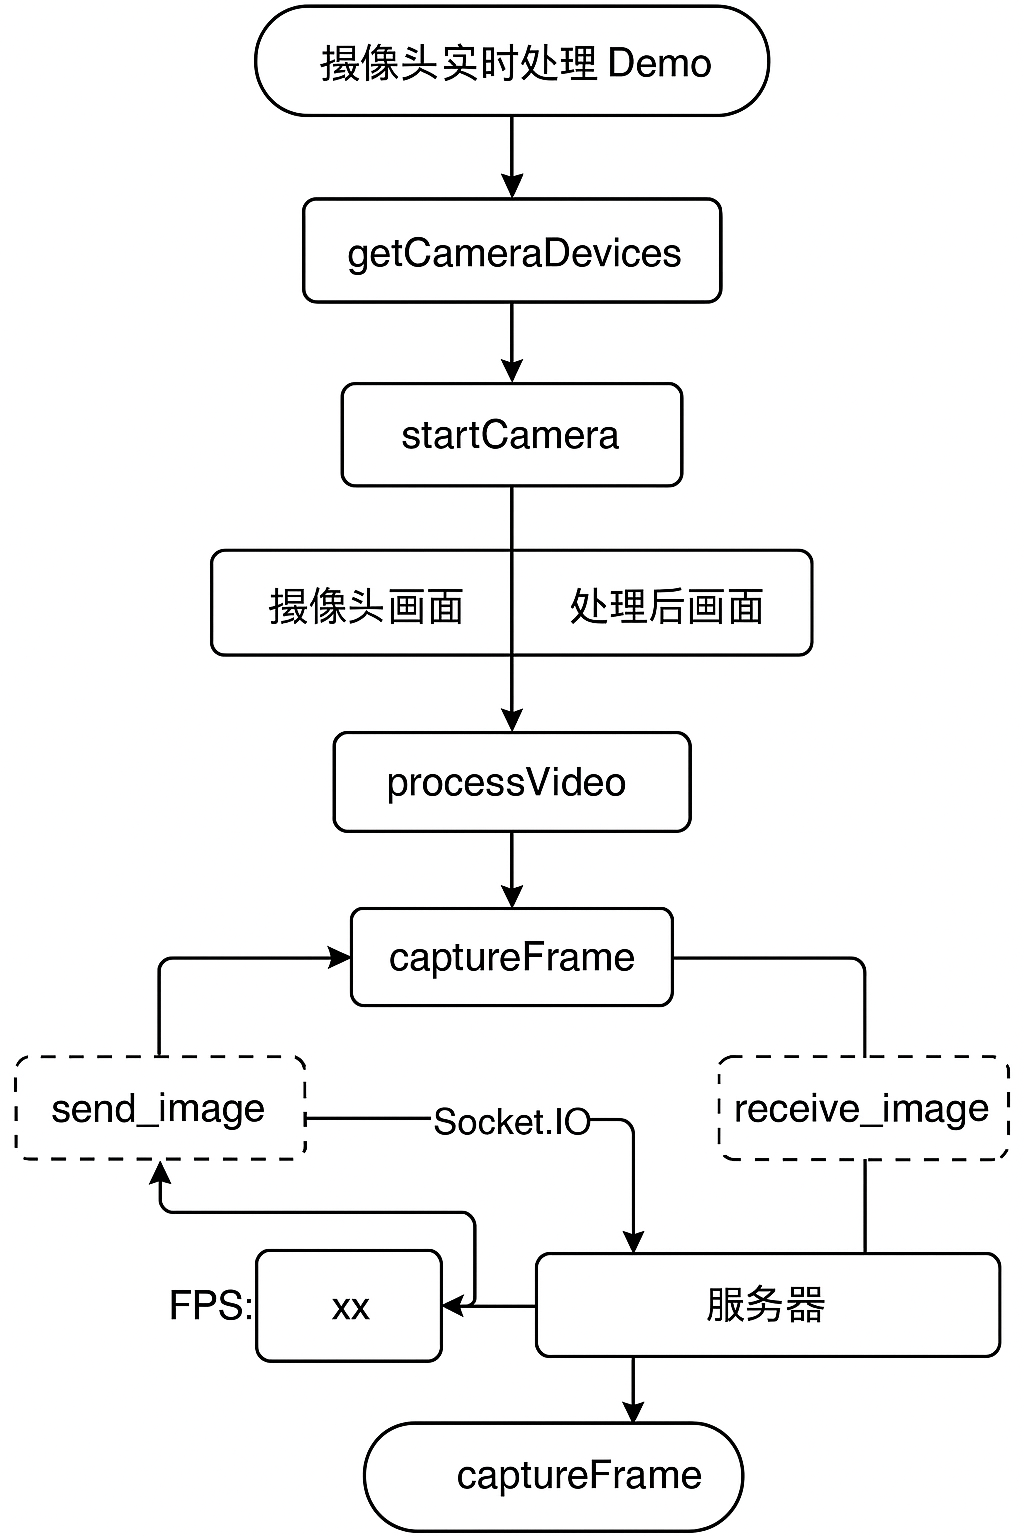 摄像头实时处理 Demo
getCameraDevices
startCamera
摄像头画面
处理后画面
processVideo
captureFrame
send_image
Socket.IO
receive_image
FPS:
xx
服务器
captureFrame